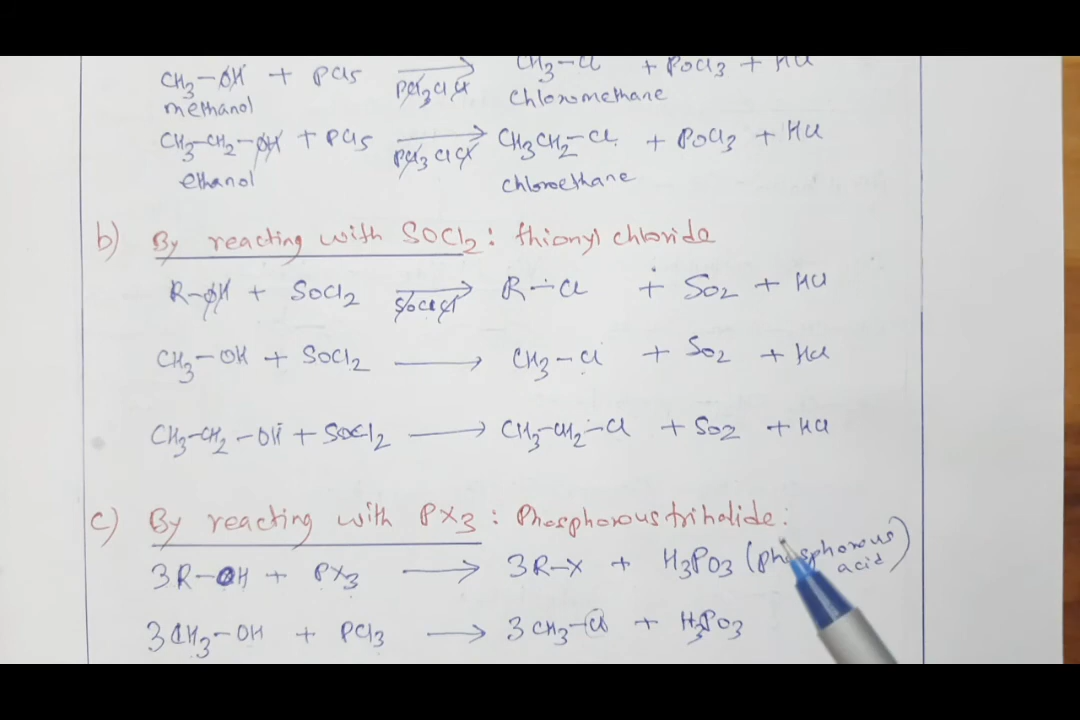 CH3-OH + PCl5 PCl3ClCl CH3-Cl + POCl3 + HCl
methanol chloromethane
CH3-CH2-OH + PCl5 PCl3ClCl → CH3CH2-Cl + POCl3 + HCl
ethanol chloroethane
b) By reacting with SOCl2: thionyl chloride
R-OH + SOCl2 SOClCl → R-Cl + SO2 + HCl
CH3-OH + SOCl2 → CH3-Cl + SO2 + HCl
CH3-CH2-OH + SOCl2 → CH3-CH2-Cl + SO2 + HCl
c) By reacting with PX3: Phosphorous trihalide:
3R-OH + PX3 → 3R-X + H3PO3 (phosphorous acid)
3CH3-OH + PCl3 → 3CH3-Cl + H3PO3